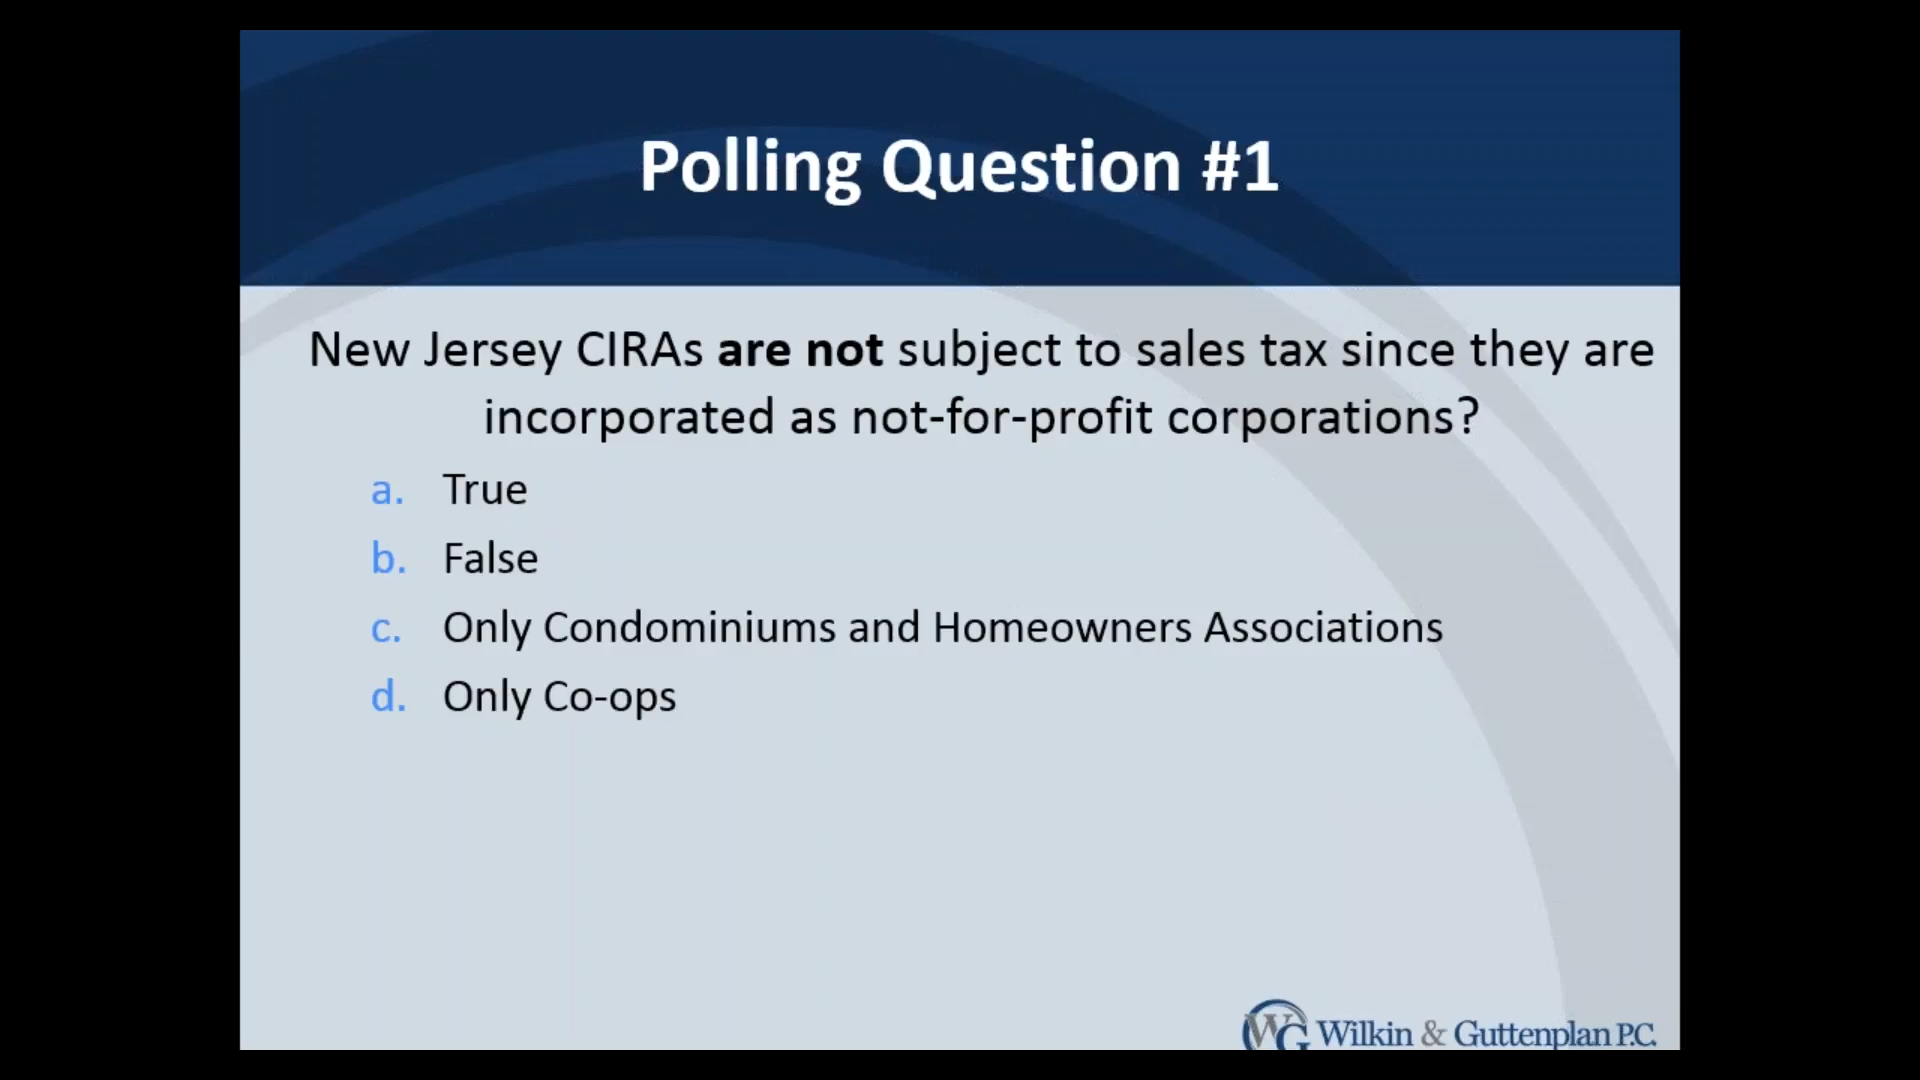 Polling Question #1
New Jersey CIRAs are not subject to sales tax since they are
incorporated as not-for-profit corporations?
a. True
b. False
c. Only Condominiums and Homeowners Associations
d. Only Co-ops
WG Wilkin & Guttenplan P.C.